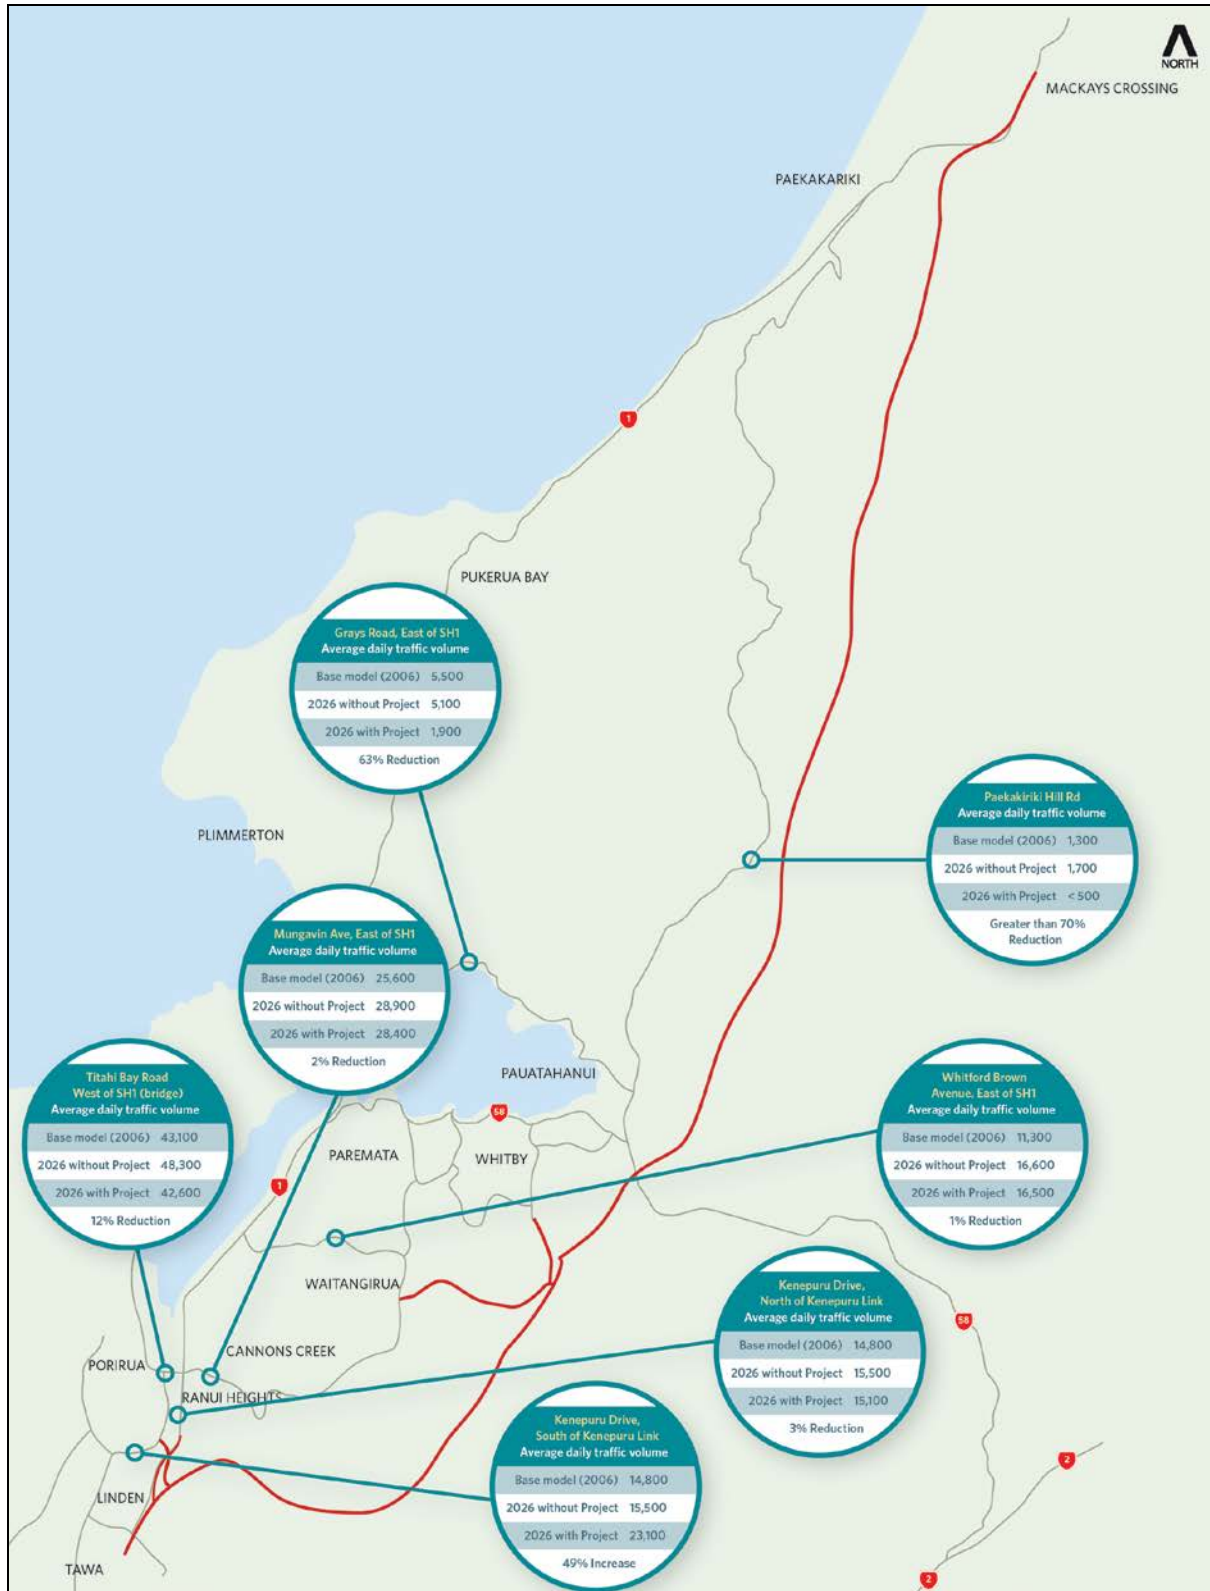 NORTH
MACKAYS CROSSING
PAEKAKARIKI
1
PUKERUA BAY
Grays Road, East of SH1
Average daily traffic volume
Base model (2006) 5,500
2026 without Project 5,100
2026 with Project 1,900
63% Reduction
PLIMMERTON
Paekakiriki Hill Rd
Average daily traffic volume
Base model (2006) 1,300
2026 without Project 1,700
2026 with Project <500
Greater than 70%
Reduction
Mungavin Ave, East of SH1
Average daily traffic volume
Base model (2006) 25,600
2026 without Project 28,900
2026 with Project 28,400
2% Reduction
PAUATAHANUI
58
Titahi Bay Road
West of SH1 (bridge)
Average daily traffic volume
Base model (2006) 43,100
2026 without Project 48,300
2026 with Project 42,600
12% Reduction
PAREMATA
WHITBY
1
Whitford Brown
Avenue, East of SH1
Average daily traffic volume
Base model (2006) 11,300
2026 without Project 16,600
2026 with Project 16,500
1% Reduction
WAITANGIRUA
58
Kenepuru Drive,
North of Kenepuru Link
Average daily traffic volume
Base model (2006) 14,800
2026 without Project 15,500
2026 with Project 15,100
3% Reduction
CANNONS CREEK
PORIRUA
RANUI HEIGHTS
Kenepuru Drive,
South of Kenepuru Link
Average daily traffic volume
Base model (2006) 14,800
2026 without Project 15,500
2026 with Project 23,100
49% Increase
2
LINDEN
TAWA
2